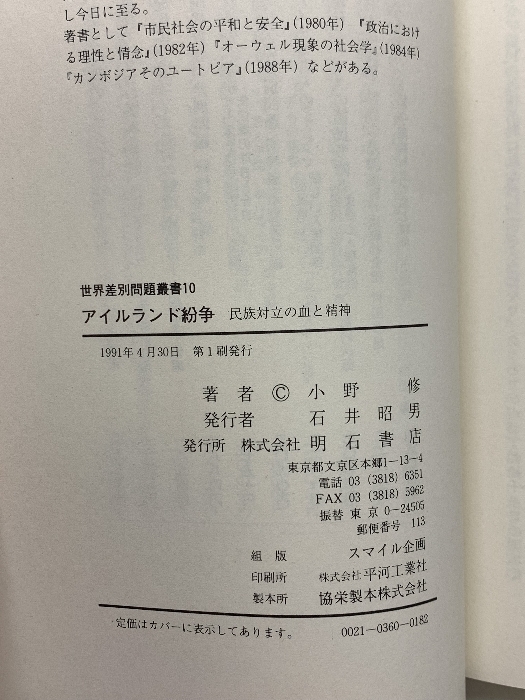 し今日に至る。
著書として『市民社会の平和と安全』(1980年)『政治におけ
る理性と情念』(1982年)『オーウェル現象の社会学』(1984年)
『カンボジアそのユートピア』(1988年) などがある。
世界差別問題叢書10
アイルランド紛争 民族対立の血と精神
1991年4月30日 第1刷発行
著者 © 小野 修
発行者 石井昭男
発行所 株式会社 明石書店
東京都文京区本郷1-13-4
電話 03 (3818) 6351
FAX 03 (3818) 5962
振替 東京 0-24505
郵便番号 113
組版 スマイル企画
印刷所 株式会社 平河工業社
製本所 協栄製本株式会社
定価はカバーに表示してあります。 0021-0360-0182